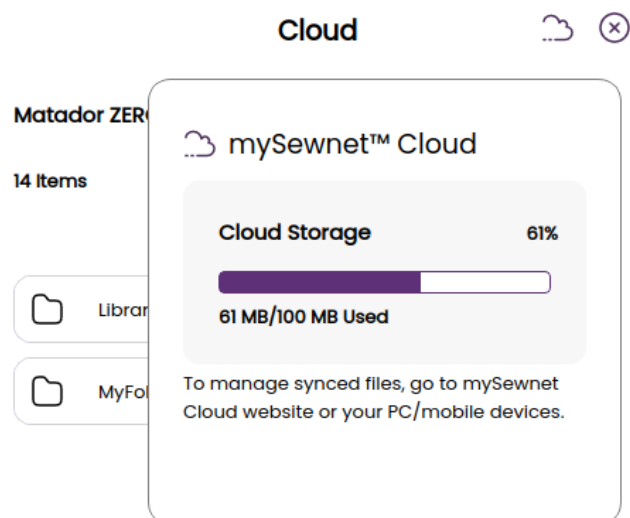 Cloud
Matador ZER
mySewnet™ Cloud
14 Items
Cloud Storage
61%
61 MB/100 MB Used
Librar
MyFol
To manage synced files, go to mySewnet
Cloud website or your PC/mobile devices.